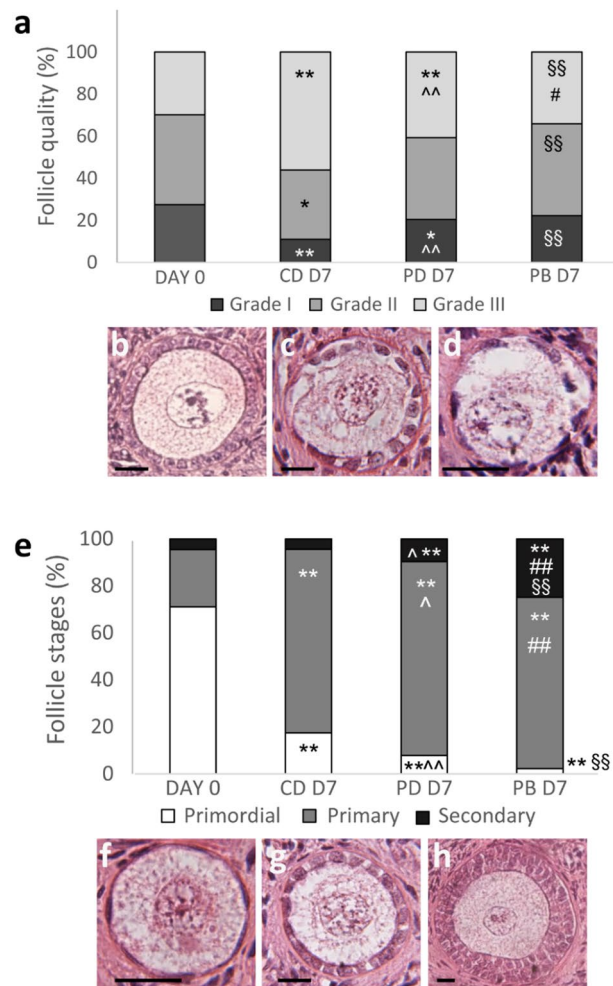 a
Follicle quality (%)
100
80
60
40
20
0
** ** §§
^^ #
* §§
** * ^^ §§
DAY 0 CD D7 PD D7 PB D7
Grade I Grade II Grade III
b c d
e
Follicle stages (%)
100
80
60
40
20
0
^ ** **
##
§§
** ** **
^ ##
** **^^ ** §§
DAY 0 CD D7 PD D7 PB D7
Primordial Primary Secondary
f g h